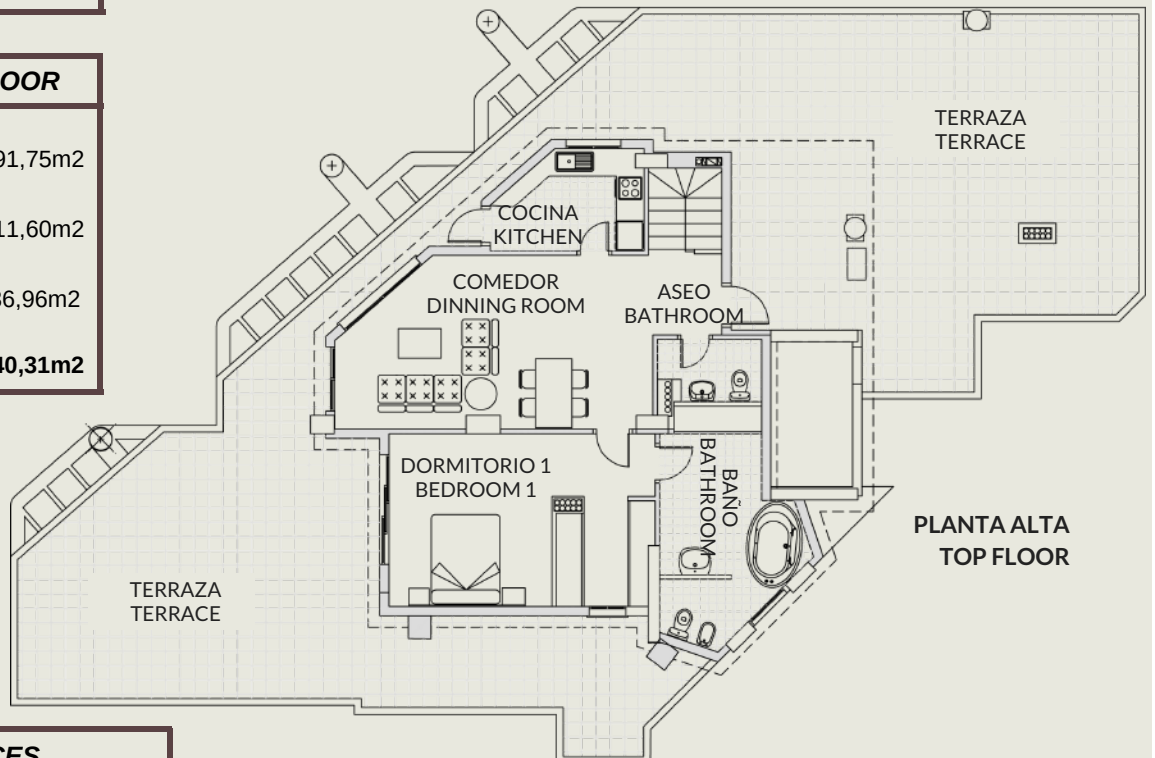 OOR
91,75m2
11,60m2
36,96m2
40,31m2
CES
TERRAZA
TERRACE
COCINA
KITCHEN
COMEDOR
DINNING ROOM
ASEO
BATHROOM
DORMITORIO 1
BEDROOM 1
BAÑO
BATHROOM
TERRAZA
TERRACE
PLANTA ALTA
TOP FLOOR